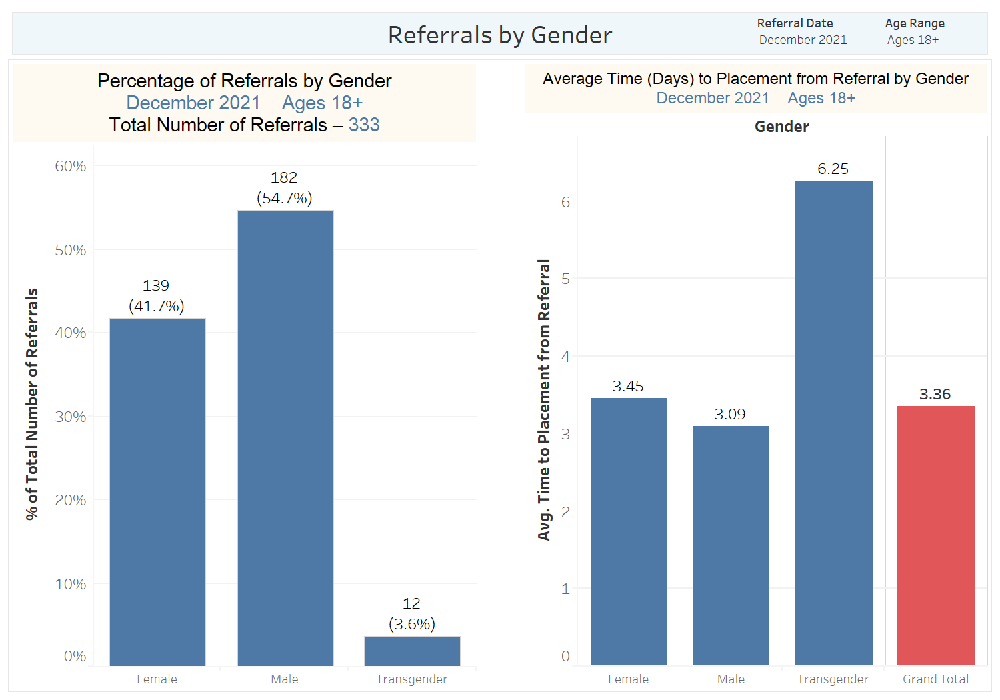 Referrals by Gender
Referral Date
December 2021
Age Range
Ages 18+
Percentage of Referrals by Gender
December 2021 Ages 18+
Total Number of Referrals – 333
% of Total Number of Referrals
60%
50%
40%
30%
20%
10%
0%
139
(41.7%)
182
(54.7%)
12
(3.6%)
Female
Male
Transgender
Average Time (Days) to Placement from Referral by Gender
December 2021 Ages 18+
Gender
Avg. Time to Placement from Referral
6
5
4
3
2
1
0
3.45
3.09
6.25
3.36
Female
Male
Transgender
Grand Total